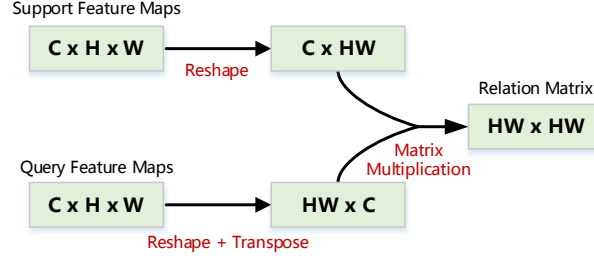 Support Feature Maps
C x H x W
Reshape
C x HW
Relation Matrix
HW x HW
Matrix
Multiplication
Query Feature Maps
C x H x W
Reshape + Transpose
HW x C